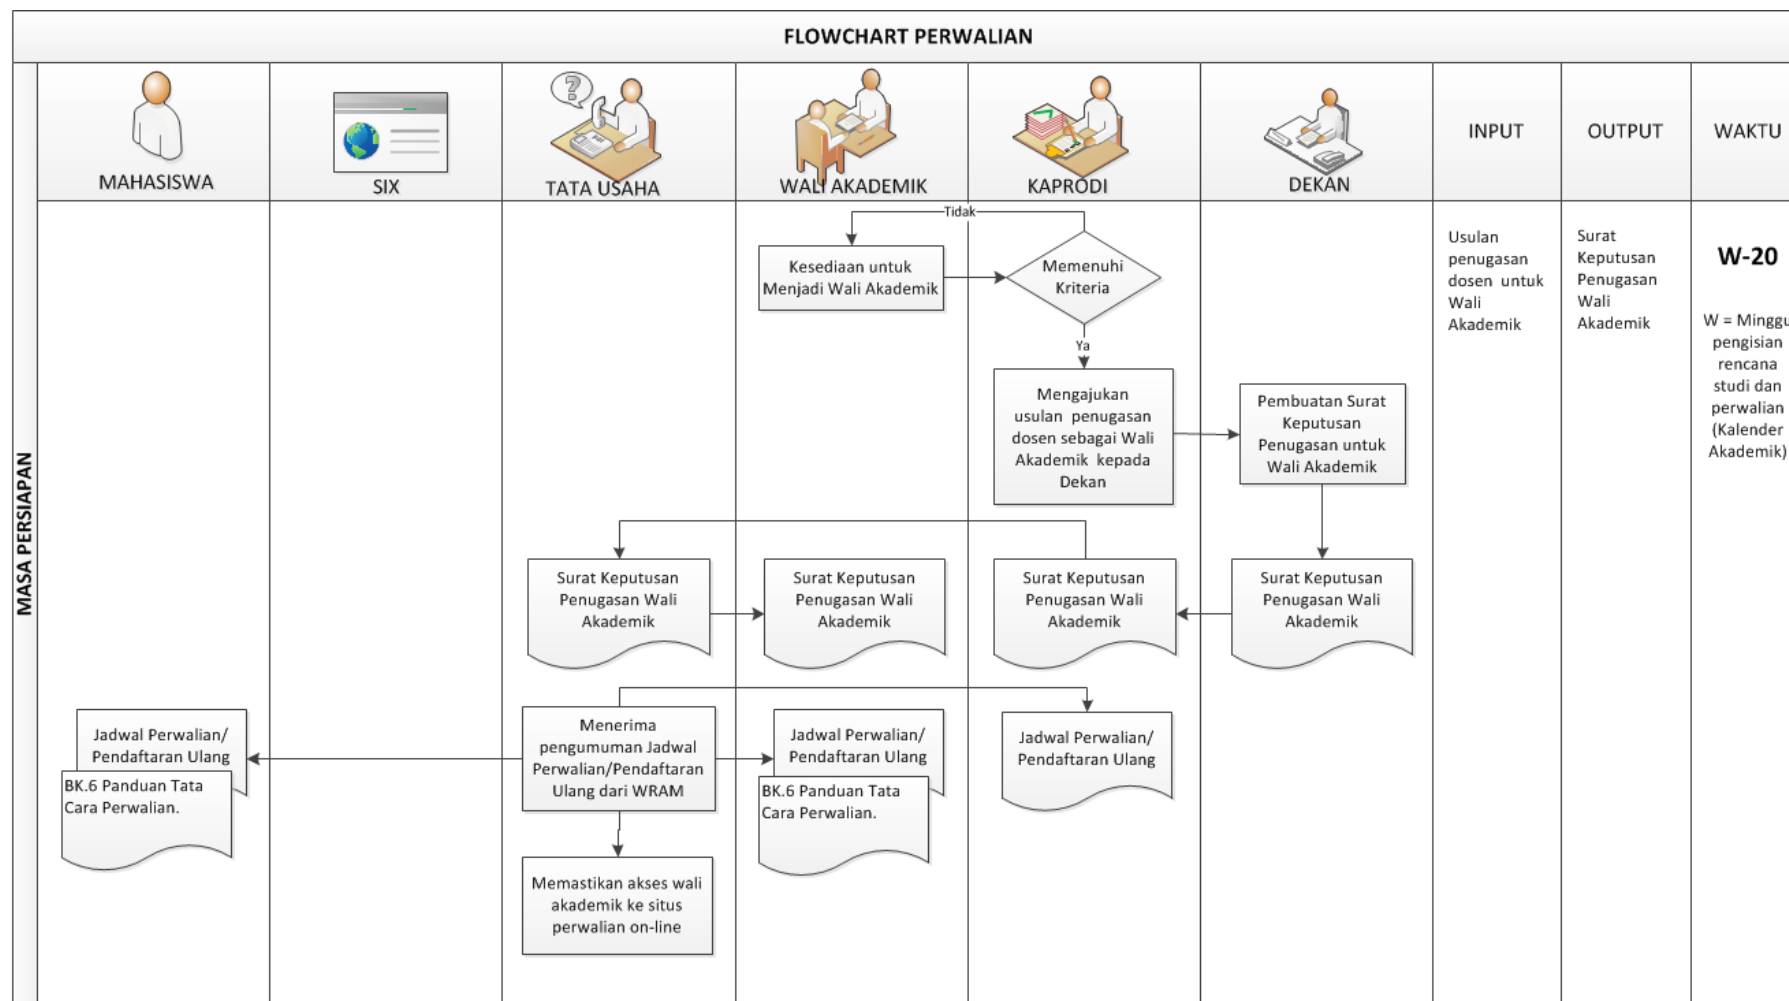 FLOWCHART PERWALIAN
MAHASISWA
SIX
TATA USAHA
WALI AKADEMIK
KAPRODI
DEKAN
INPUT
OUTPUT
WAKTU
MASA PERSIAPAN
Tidak
Kesediaan untuk
Menjadi Wali Akademik
Memenuhi
Kriteria
Ya
Mengajukan
usulan penugasan
dosen sebagai Wali
Akademik kepada
Dekan
Pembuatan Surat
Keputusan
Penugasan untuk
Wali Akademik
Usulan
penugasan
dosen untuk
Wali
Akademik
Surat
Keputusan
Penugasan
Wali
Akademik
W-20
W = Minggu
pengisian
rencana
studi dan
perwalian
(Kalender
Akademik)
Surat Keputusan
Penugasan Wali
Akademik
Surat Keputusan
Penugasan Wali
Akademik
Surat Keputusan
Penugasan Wali
Akademik
Surat Keputusan
Penugasan Wali
Akademik
Jadwal Perwalian/
Pendaftaran Ulang
BK.6 Panduan Tata
Cara Perwalian.
Menerima
pengumuman Jadwal
Perwalian/Pendaftaran
Ulang dari WRAM
Jadwal Perwalian/
Pendaftaran Ulang
BK.6 Panduan Tata
Cara Perwalian.
Jadwal Perwalian/
Pendaftaran Ulang
Memastikan akses wali
akademik ke situs
perwalian on-line